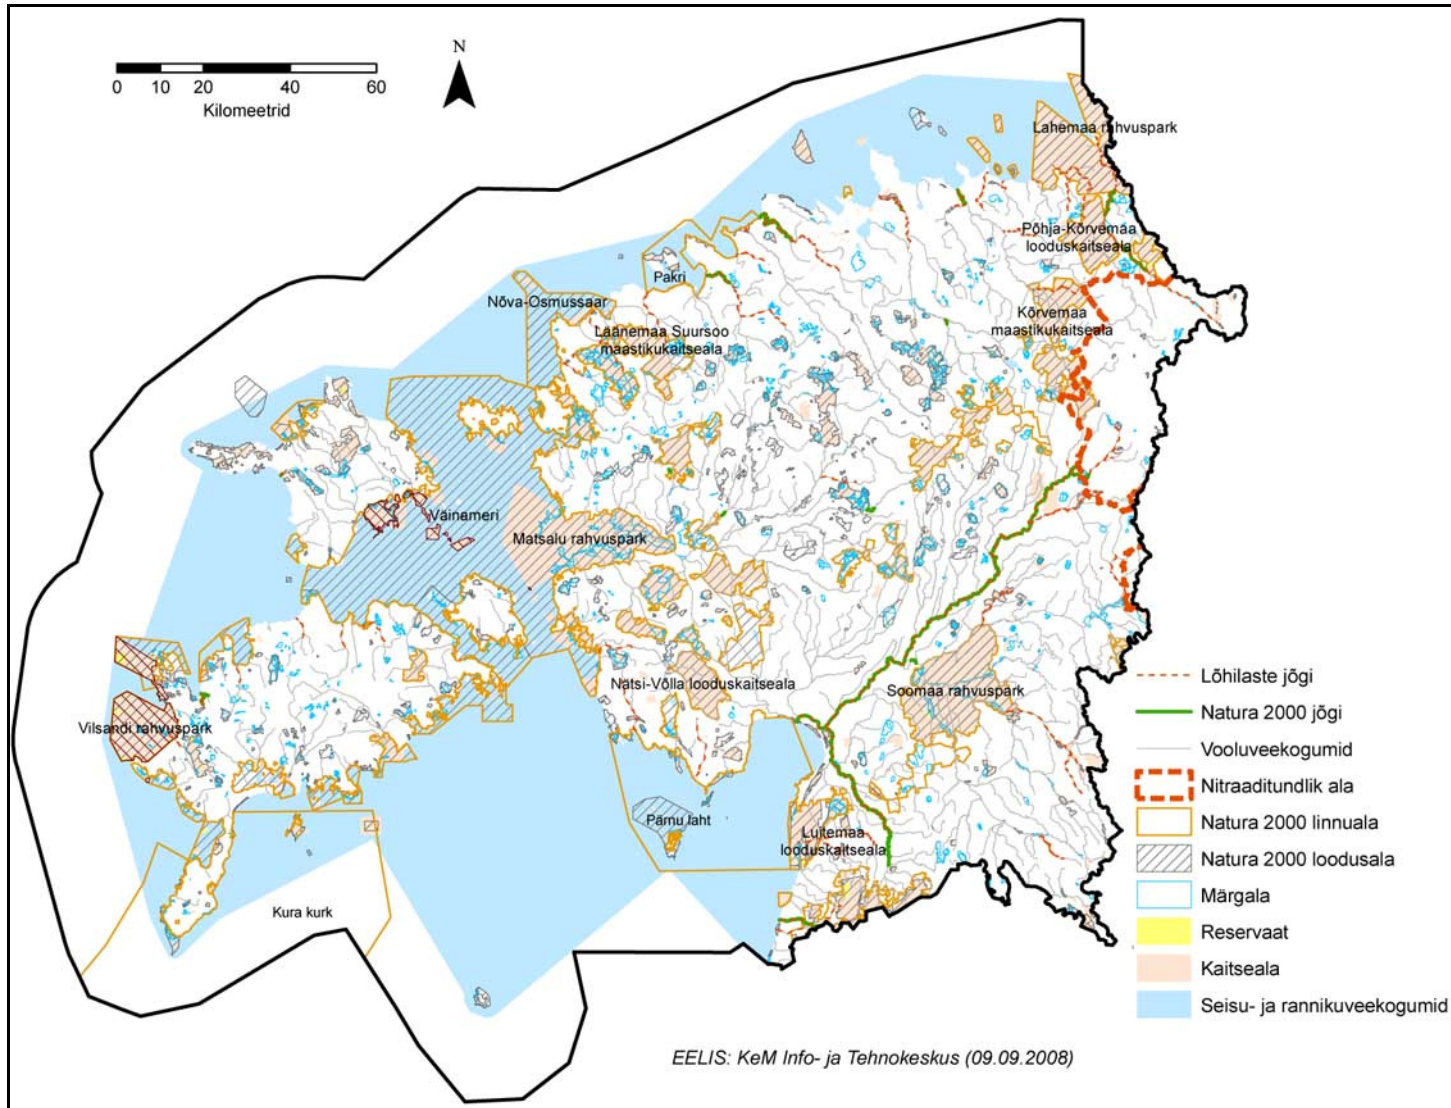 N
0 10 20 40 60
Kilomeetrid
Lahemaa rahvuspark
Põhja-Kõrvemaa
looduskaitseala
Pakri
Nõva-Osmussaar
Läänemaa Suursoo
maastikukaitseala
Kõrvemaa
maastikukaitseala
Väinameri
Matsalu rahvuspark
Nätsi-Võlla looduskaitseala
Soomaa rahvuspark
Vilsandi rahvuspark
Pärnu laht
Luitemaa
looduskaitseala
Kura kurk
Lõhilaste jõgi
Natura 2000 jõgi
Vooluveekogumid
Nitraaditundlik ala
Natura 2000 linnuala
Natura 2000 loodusala
Märgala
Reservaat
Kaitseala
Seisu- ja rannikuveekogumid
EELIS: KeM Info- ja Tehnokeskus (09.09.2008)